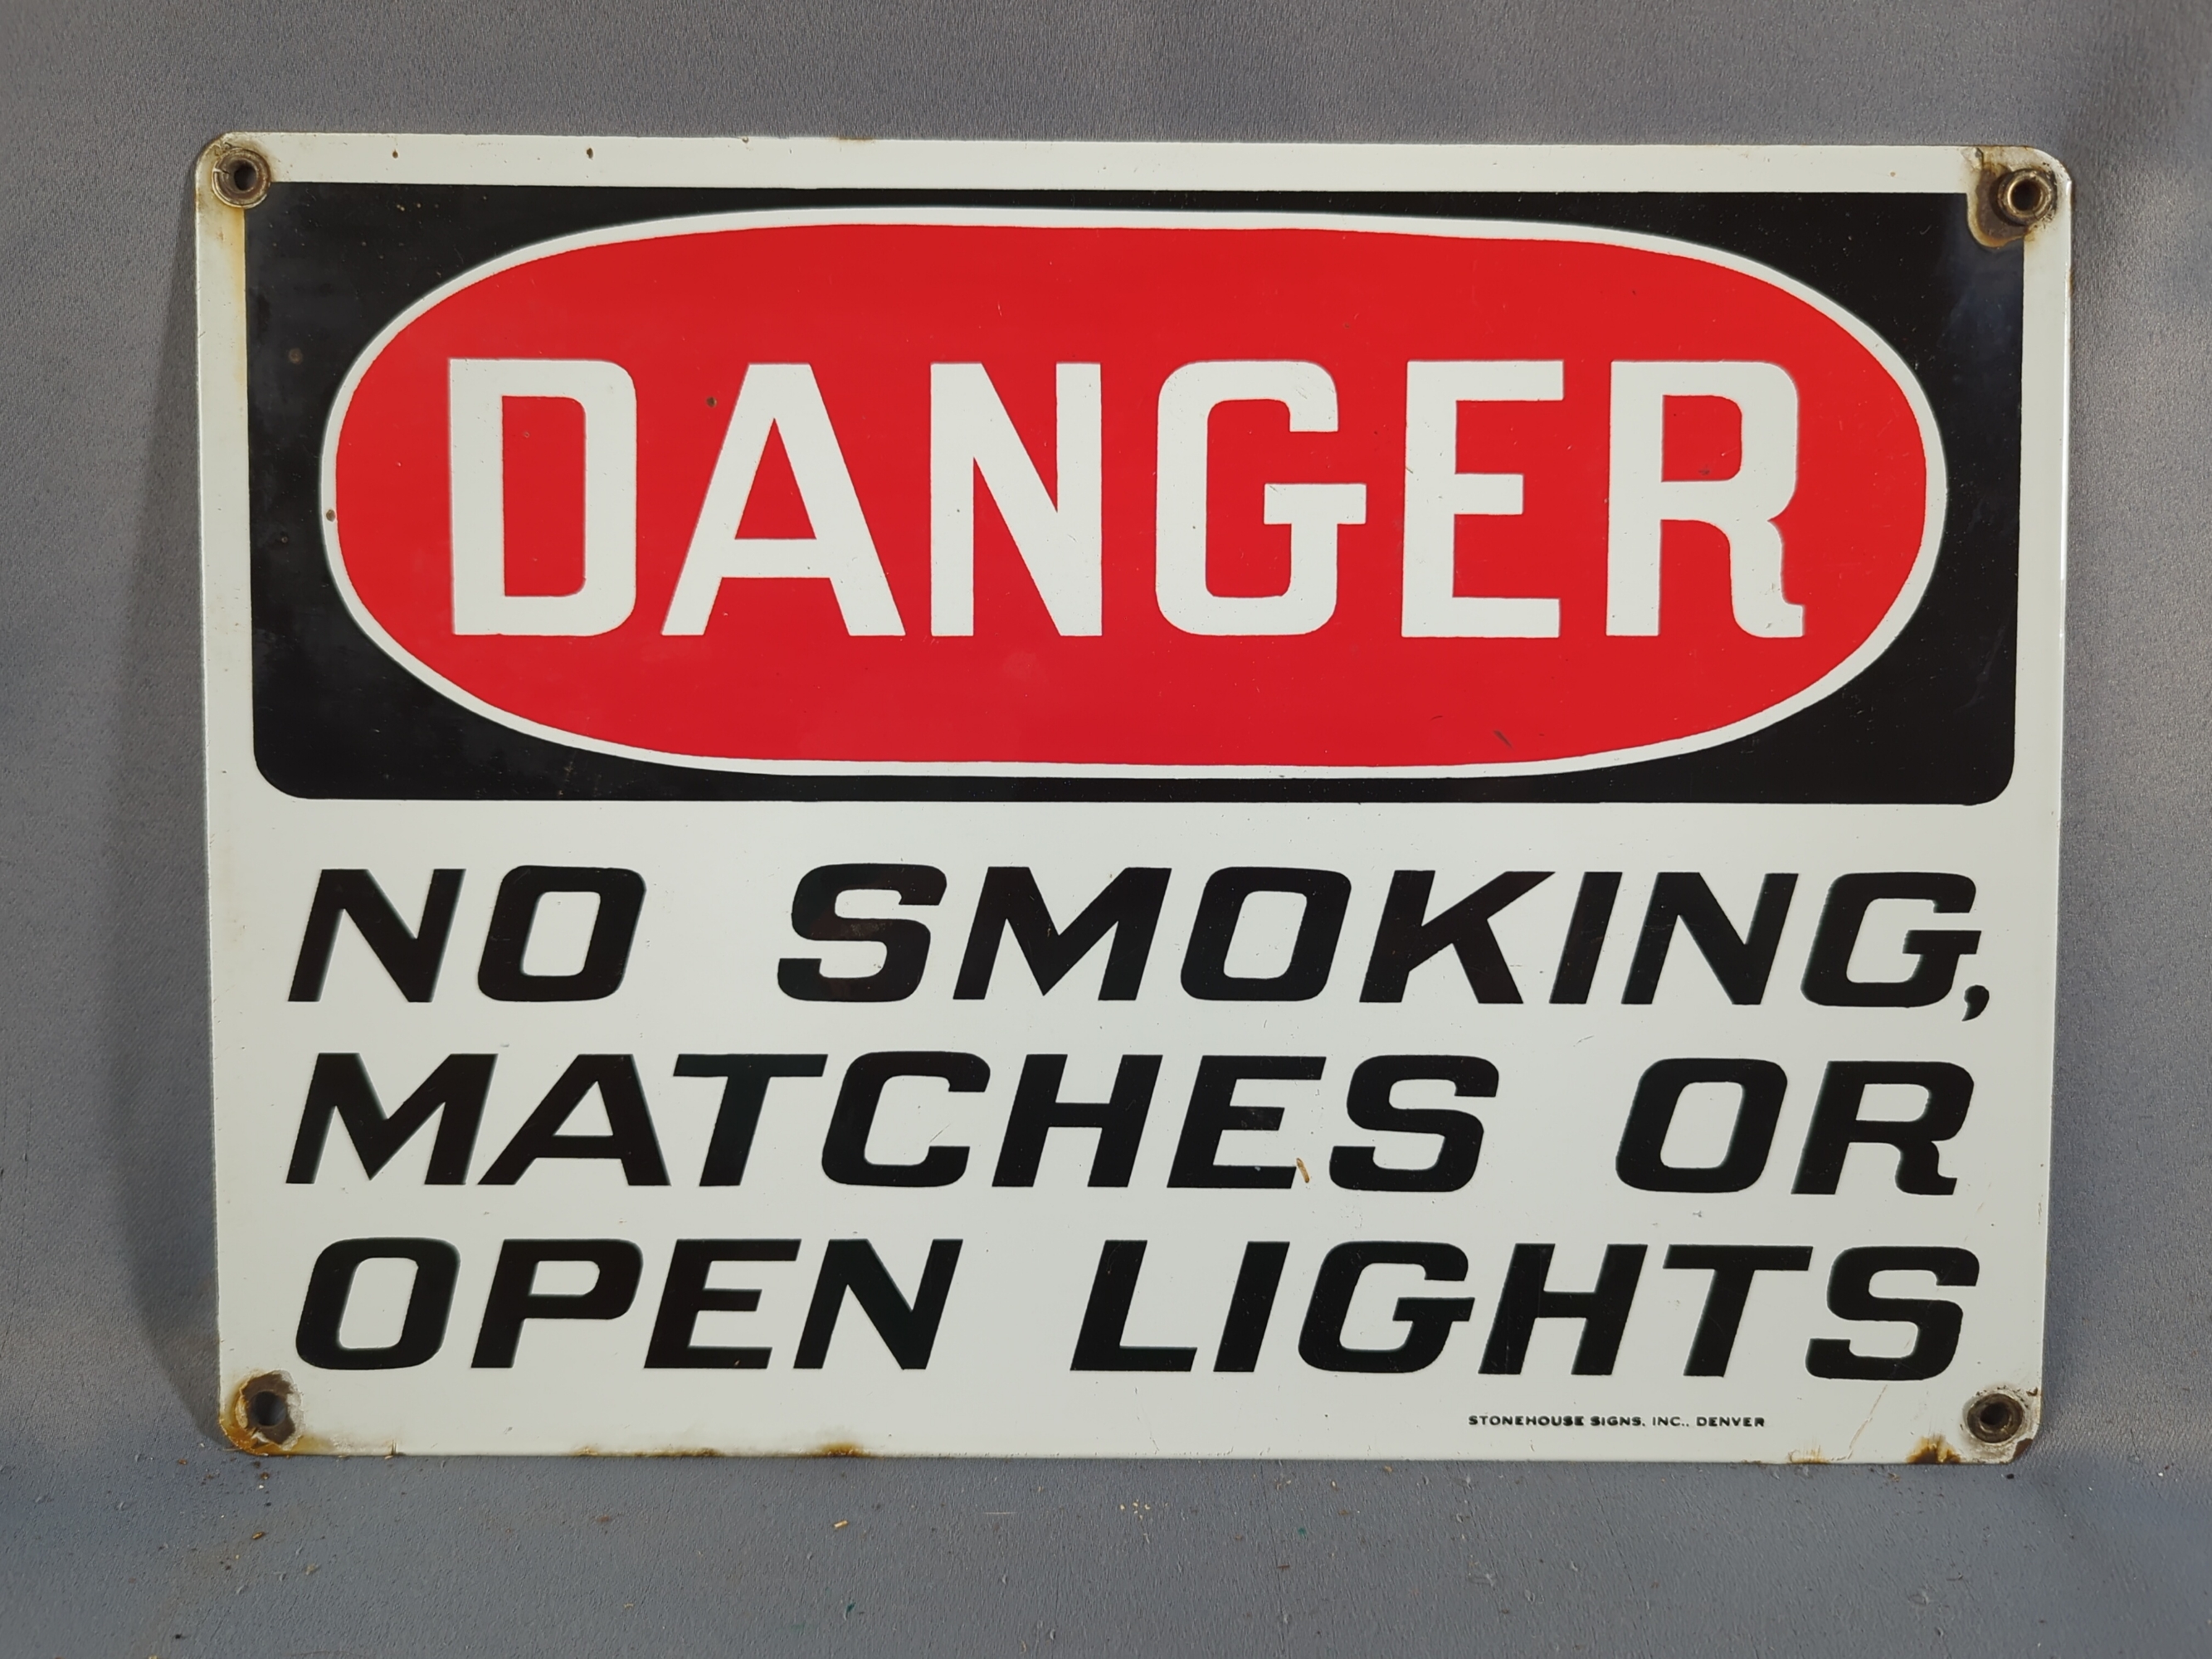 DANGER
NO SMOKING,
MATCHES OR
OPEN LIGHTS
STONEHOUSE SIGNS, INC., DENVER